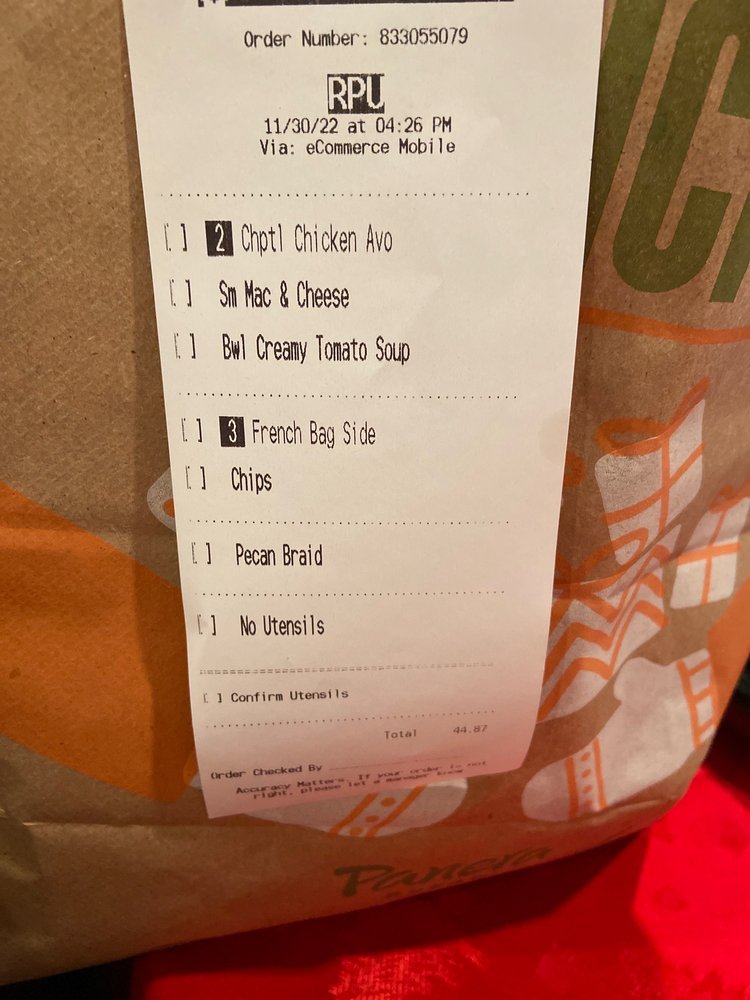 Order Number: 833055079
RPU
11/30/22 at 04:26 PM
Via: eCommerce Mobile
[ ] 2 Chptl Chicken Avo
[ ] Sm Mac & Cheese
[ ] Bwl Creamy Tomato Soup
[ ] 3 French Bag Side
[ ] Chips
[ ] Pecan Braid
[ ] No Utensils
[ ] Confirm Utensils
Total 44.87
Order Checked By
Accuracy Matters. If your order is not
right, please let a manager know
Panera